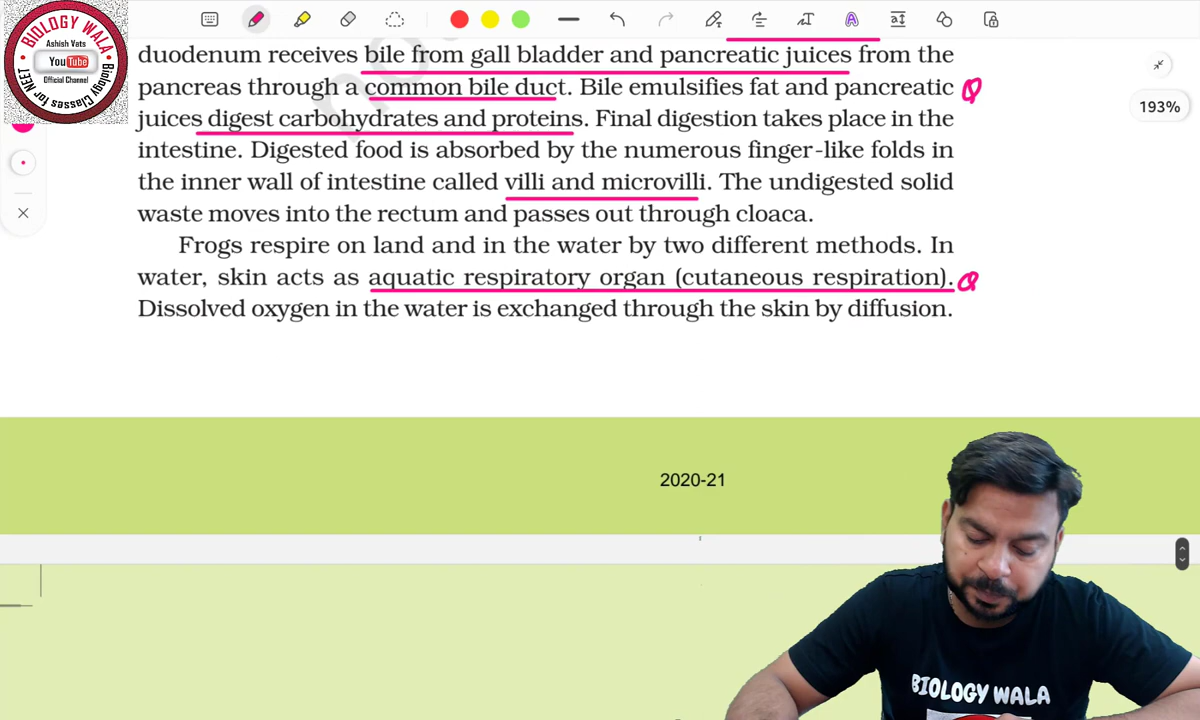 BIOLOGY WALA
Ashish Vats
YouTube
Official Channel
Biology Classes for NEET
193%
duodenum receives bile from gall bladder and pancreatic juices from the
pancreas through a common bile duct. Bile emulsifies fat and pancreatic Q
juices digest carbohydrates and proteins. Final digestion takes place in the
intestine. Digested food is absorbed by the numerous finger-like folds in
the inner wall of intestine called villi and microvilli. The undigested solid
waste moves into the rectum and passes out through cloaca.
Frogs respire on land and in the water by two different methods. In
water, skin acts as aquatic respiratory organ (cutaneous respiration). Q
Dissolved oxygen in the water is exchanged through the skin by diffusion.
2020-21
BIOLOGY WALA